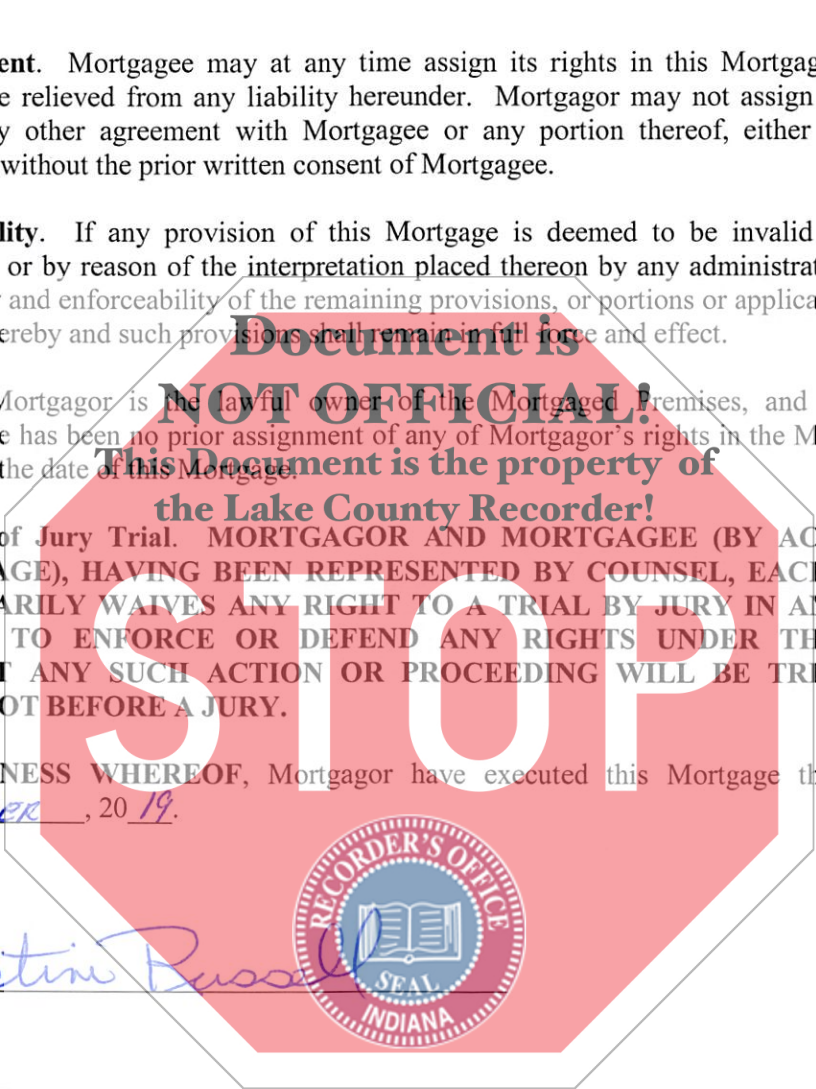 ent. Mortgagee may at any time assign its rights in this Mortgag
e relieved from any liability hereunder. Mortgagor may not assign
y other agreement with Mortgagee or any portion thereof, either
without the prior written consent of Mortgagee.
lity. If any provision of this Mortgage is deemed to be invalid
or by reason of the interpretation placed thereon by any administrat
and enforceability of the remaining provisions, or portions or applica
ereby and such provisions shall remain in full force and effect.
Document is
Mortgagor is the lawful owner of the Mortgaged Premises, and
NOT OFFICIAL!
e has been no prior assignment of any of Mortgagor's rights in the M
This Document is the property of
the date of this Mortgage.
the Lake County Recorder!
of Jury Trial. MORTGAGOR AND MORTGAGEE (BY AC
AGE), HAVING BEEN REPRESENTED BY COUNSEL, EAC
ARILY WAIVES ANY RIGHT TO A TRIAL BY JURY IN AN
TO ENFORCE OR DEFEND ANY RIGHTS UNDER TH
T ANY SUCH ACTION OR PROCEEDING WILL BE TRI
OT BEFORE A JURY.
STOP
NESS WHEREOF, Mortgagor have executed this Mortgage th
ER, 2019.
RECORDER'S OFFICE
SEAL
INDIANA
tine Russell